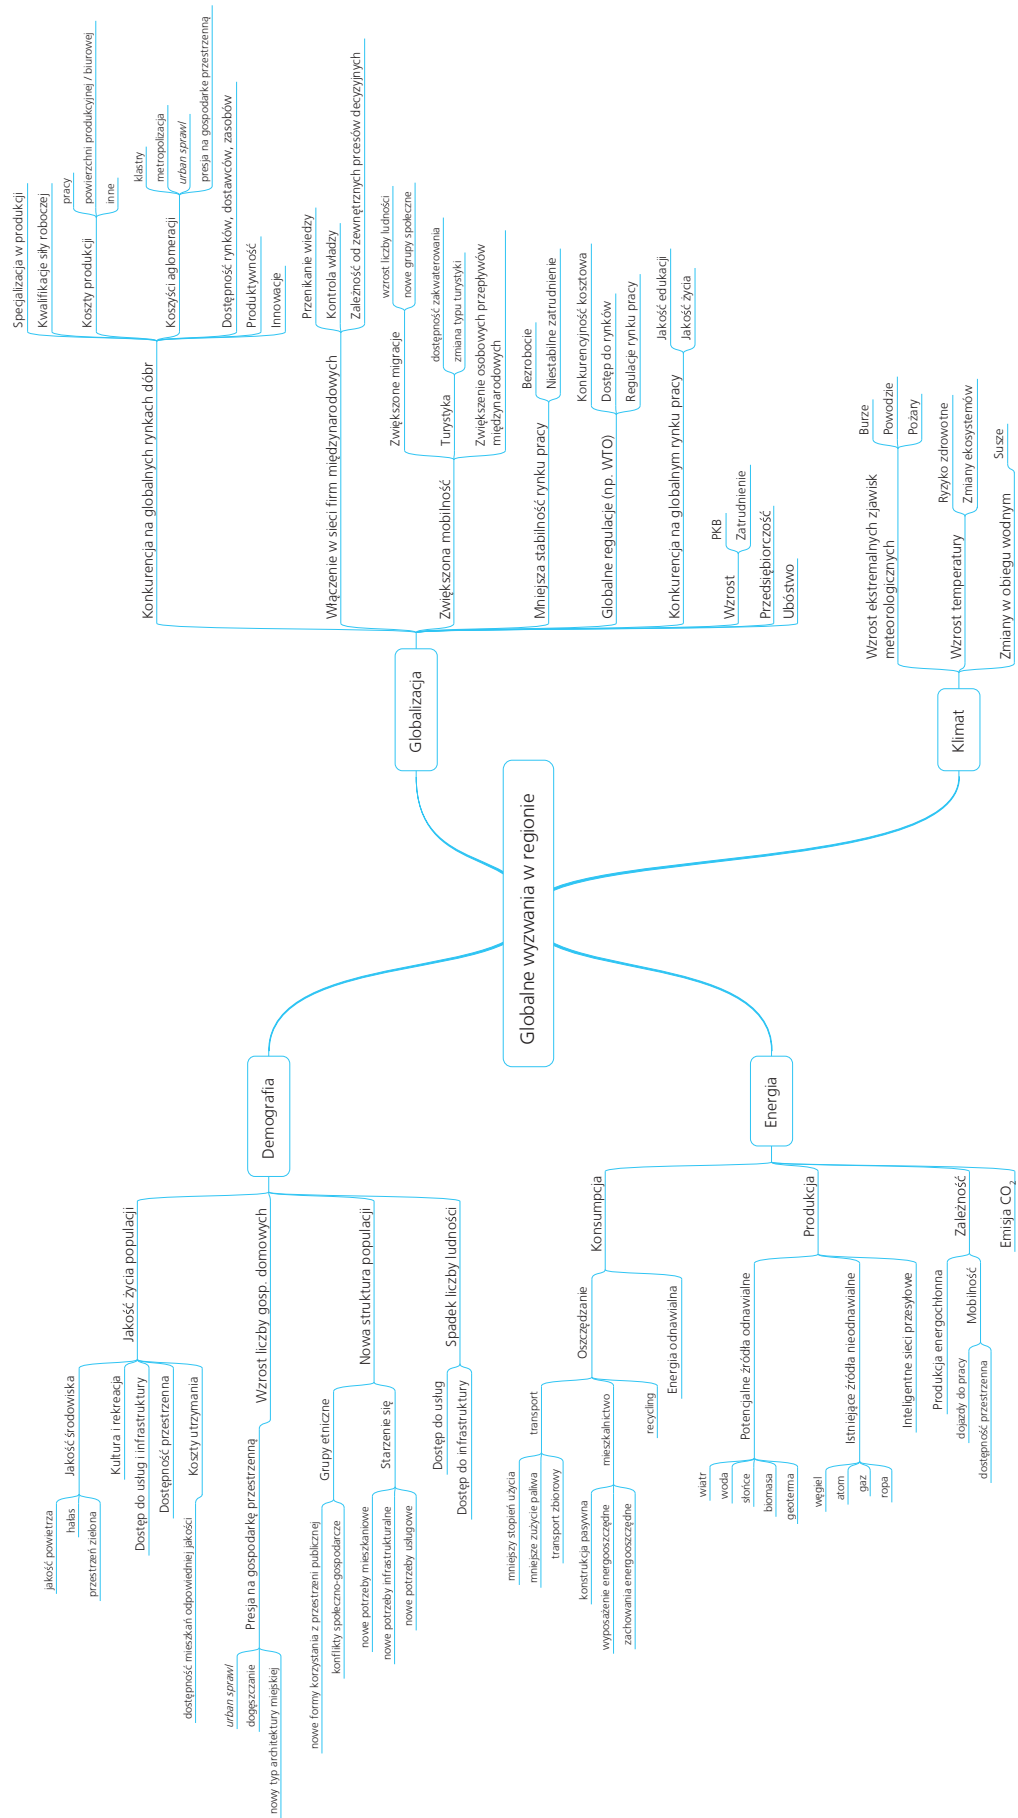 Globalne wyzwania w regionie
Demografia
Jakość życia populacji
Jakość środowiska
jakość powietrza
hałas
przestrzeń zielona
Kultura i rekreacja
Dostęp do usług i infrastruktury
Dostępność przestrzenna
Koszty utrzymania
dostępność mieszkań odpowiedniej jakości
Wzrost liczby gosp. domowych
Presja na gospodarkę przestrzenną
urban sprawl
dogęszczanie
nowy typ architektury miejskiej
Nowa struktura populacji
Grupy etniczne
nowe formy korzystania z przestrzeni publicznej
konflikty społeczno-gospodarcze
Starzenie się
nowe potrzeby mieszkaniowe
nowe potrzeby infrastrukturalne
nowe potrzeby usługowe
Spadek liczby ludności
Dostęp do usług
Dostęp do infrastruktury
Energia
Konsumpcja
Oszczędzanie
transport
mniejszy stopień użycia
mniejsze zużycie paliwa
transport zbiorowy
mieszkalnictwo
konstrukcja pasywna
wyposażenie energooszczędne
zachowania energooszczędne
recykling
Energia odnawialna
Produkcja
Potencjalne źródła odnawialne
wiatr
woda
słońce
biomasa
geoterma
Istniejące źródła nieodnawialne
węgiel
atom
gaz
ropa
Inteligentne sieci przesyłowe
Zależność
Produkcja energochłonna
Mobilność
dojazdy do pracy
dostępność przestrzenna
Emisja CO₂
Globalizacja
Konkurencja na globalnych rynkach dóbr
Specjalizacja w produkcji
Kwalifikacje siły roboczej
Koszty produkcji
pracy
powierzchni produkcyjnej / biurowej
inne
Koszyści aglomeracji
klastry
metropolizacja
urban sprawl
presja na gospodarke przestrzenną
Dostępność rynków, dostawców, zasobów
Produktywność
Innowacje
Włączenie w sieci firm międzynarodowych
Przenikanie wiedzy
Kontrola władzy
Zależność od zewnętrznych prcesów decyzyjnych
Zwiększona mobilność
Zwiększone migracje
wzrost liczby ludności
nowe grupy społeczne
Turystyka
dostępność zakwaterowania
zmiana typu turystyki
Zwiększenie osobowych przepływów
międzynarodowych
Mniejsza stabilność rynku pracy
Bezrobocie
Niestabilne zatrudnienie
Globalne regulacje (np. WTO)
Konkurencyjność kosztowa
Dostęp do rynków
Regulacje rynku pracy
Konkurencja na globalnym rynku pracy
Jakość edukacji
Jakość życia
Wzrost
PKB
Zatrudnienie
Przedsiębiorczość
Ubóstwo
Klimat
Wzrost ekstremalnych zjawisk
meteorologicznych
Burze
Powodzie
Pożary
Wzrost temperatury
Ryzyko zdrowotne
Zmiany ekosystemów
Zmiany w obiegu wodnym
Susze